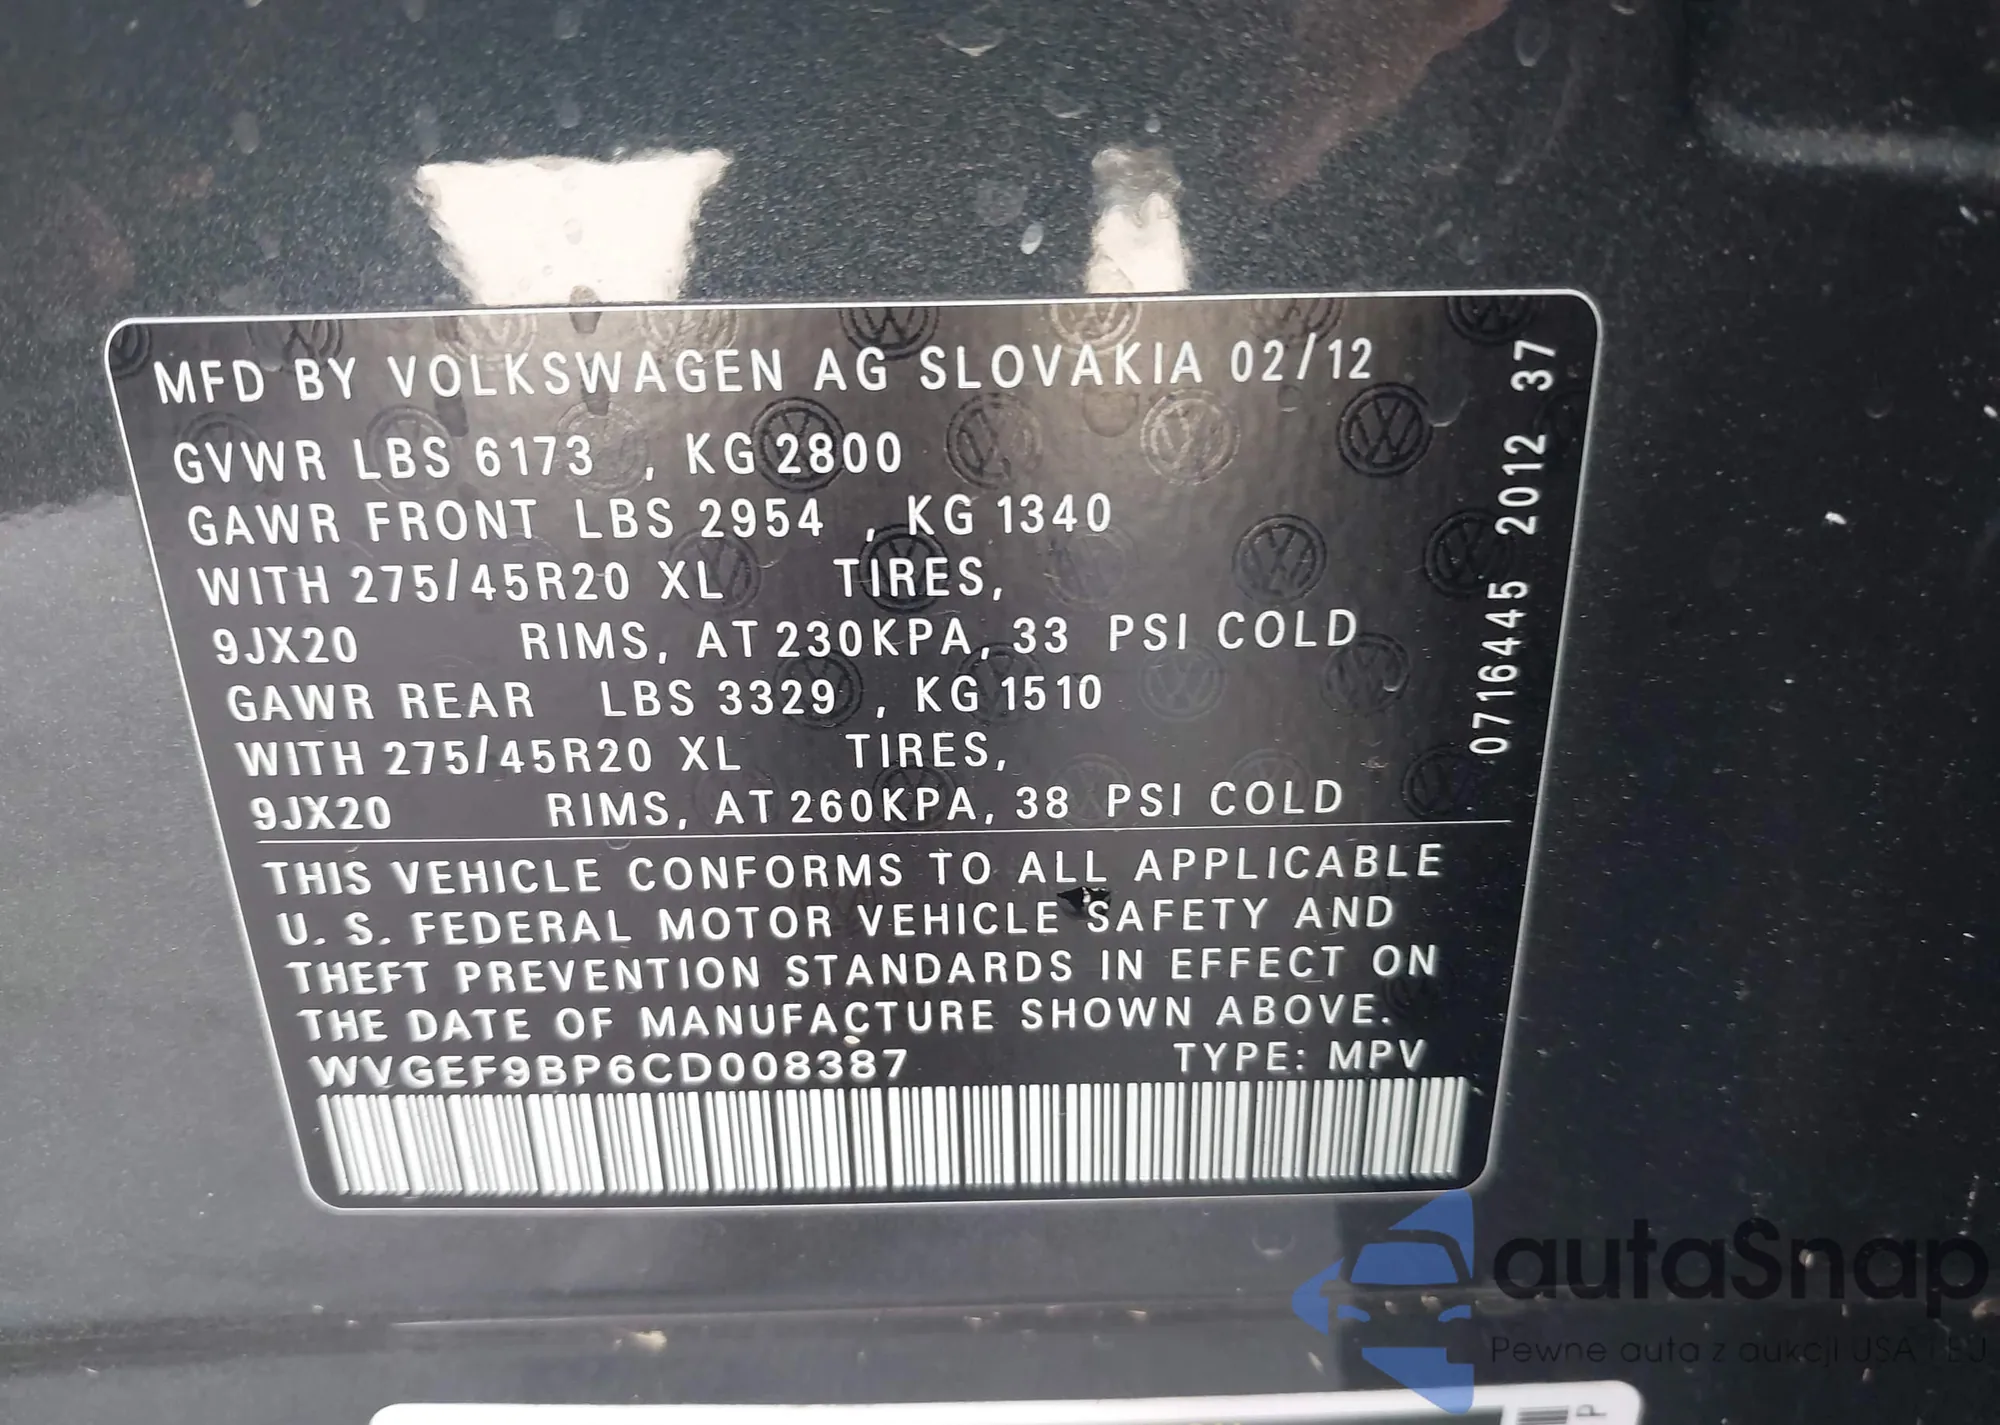 MFD BY VOLKSWAGEN AG SLOVAKIA 02/12
GVWR LBS 6173 , KG 2800
GAWR FRONT LBS 2954 , KG 1340
WITH 275/45R20 XL TIRES,
9JX20 RIMS, AT 230KPA, 33 PSI COLD
GAWR REAR LBS 3329 , KG 1510
WITH 275/45R20 XL TIRES,
9JX20 RIMS, AT 260KPA, 38 PSI COLD
THIS VEHICLE CONFORMS TO ALL APPLICABLE
U. S. FEDERAL MOTOR VEHICLE SAFETY AND
THEFT PREVENTION STANDARDS IN EFFECT ON
THE DATE OF MANUFACTURE SHOWN ABOVE.
WVGEF9BP6CD008387 TYPE: MPV
0716445 2012 37
autaSnap
Pewne auta z aukcji USA i EU
P